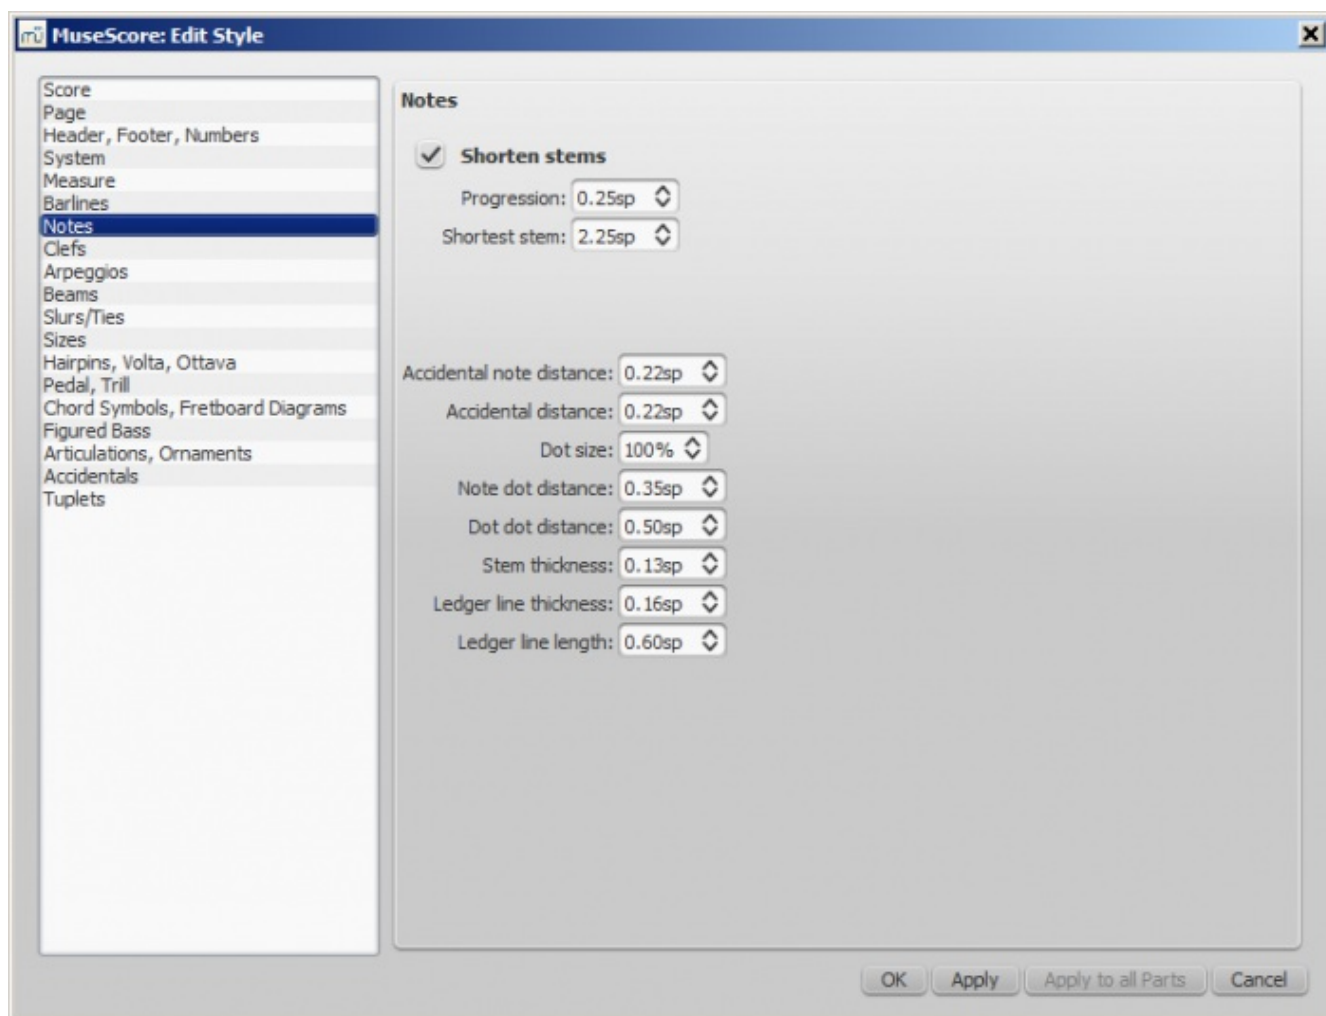 mü MuseScore: Edit Style
Score
Page
Header, Footer, Numbers
System
Measure
Barlines
Notes
Clefs
Arpeggios
Beams
Slurs/Ties
Sizes
Hairpins, Volta, Ottava
Pedal, Trill
Chord Symbols, Fretboard Diagrams
Figured Bass
Articulations, Ornaments
Accidentals
Tuplets
Notes
Shorten stems
Progression: 0.25sp
Shortest stem: 2.25sp
Accidental note distance: 0.22sp
Accidental distance: 0.22sp
Dot size: 100%
Note dot distance: 0.35sp
Dot dot distance: 0.50sp
Stem thickness: 0.13sp
Ledger line thickness: 0.16sp
Ledger line length: 0.60sp
OK Apply Apply to all Parts Cancel